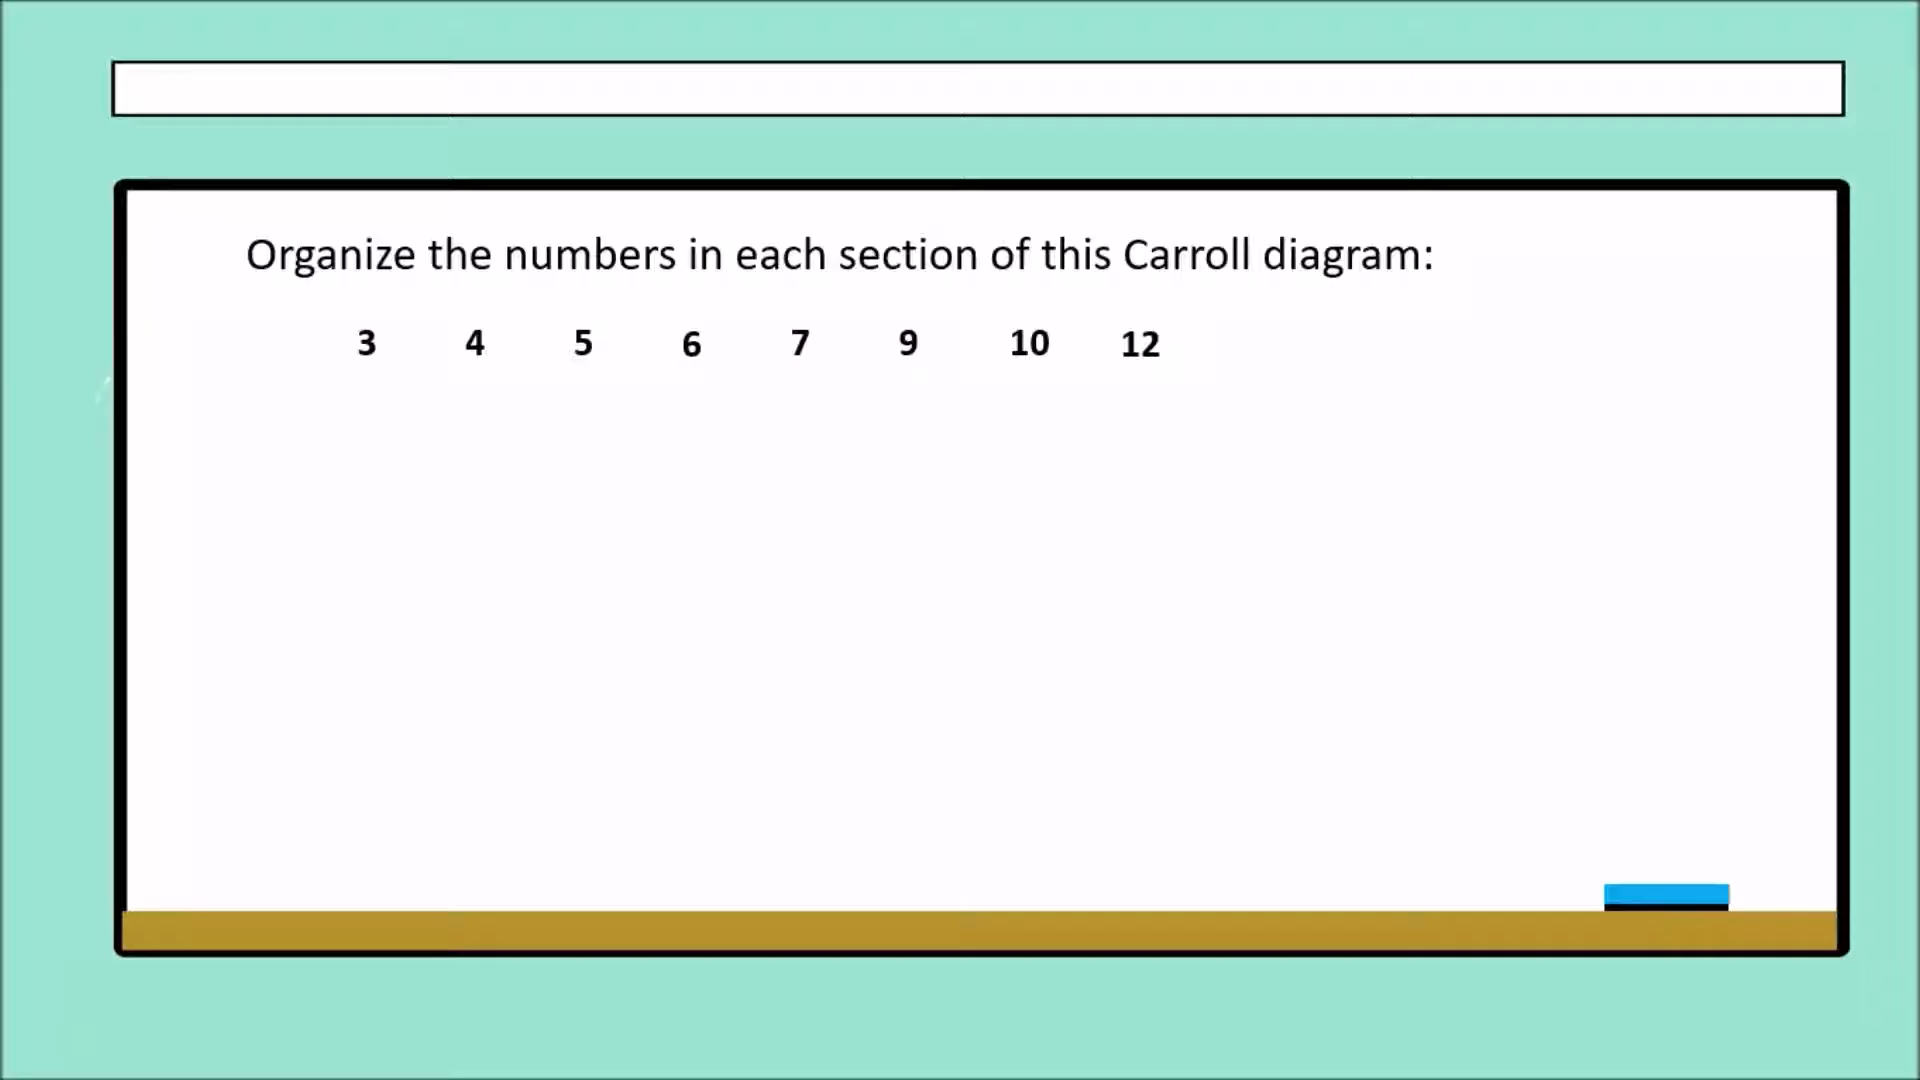 Organize the numbers in each section of this Carroll diagram:
3 4 5 6 7 9 10 12